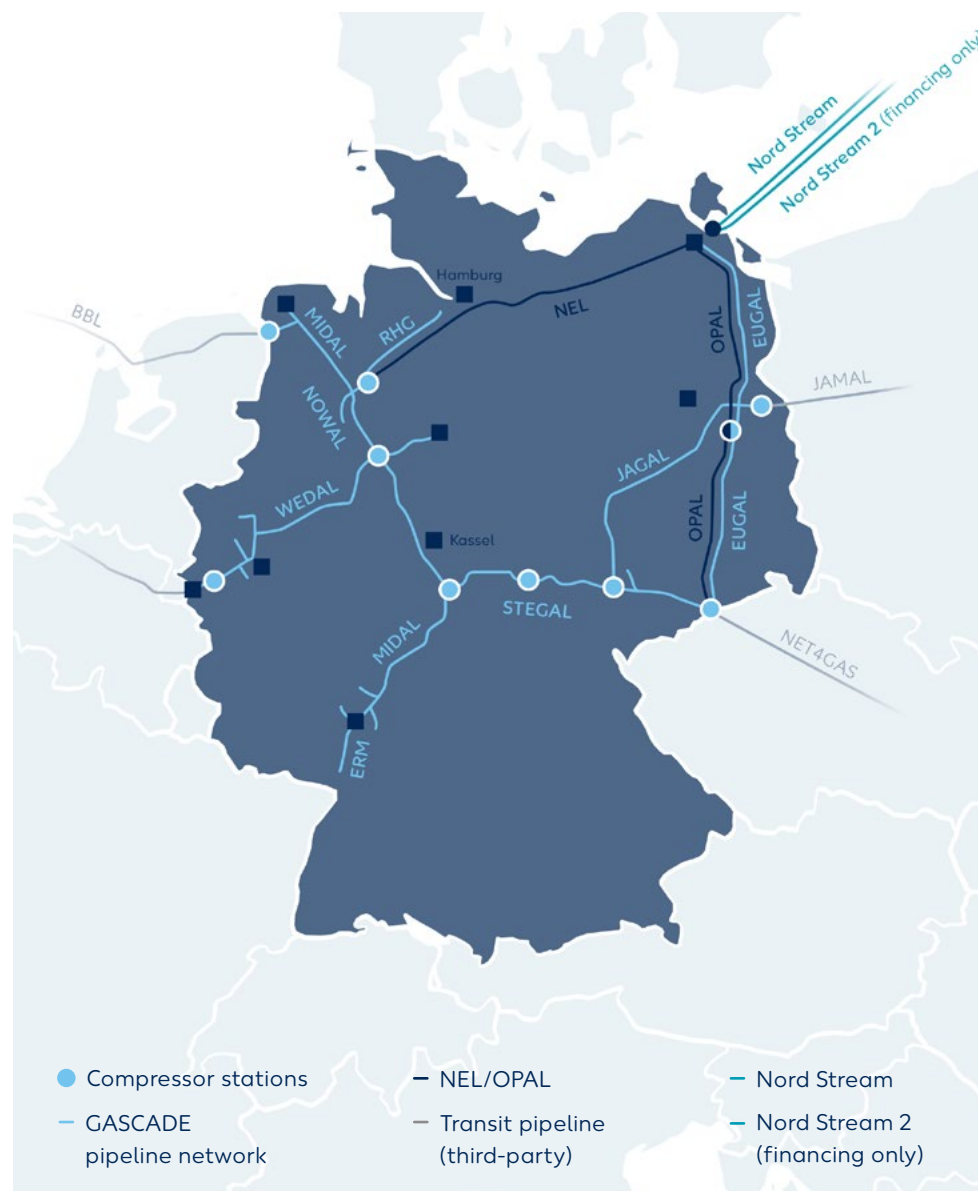 Nord Stream
Nord Stream 2 (financing only)
Hamburg
BBL
MIDAL
RHG
NEL
OPAL
EUGAL
JAMAL
NOWAL
JAGAL
WEDAL
OPAL
EUGAL
Kassel
STEGAL
MIDAL
NET4GAS
ERM
Compressor stations
GASCADE
pipeline network
NEL/OPAL
Transit pipeline
(third-party)
Nord Stream
Nord Stream 2
(financing only)